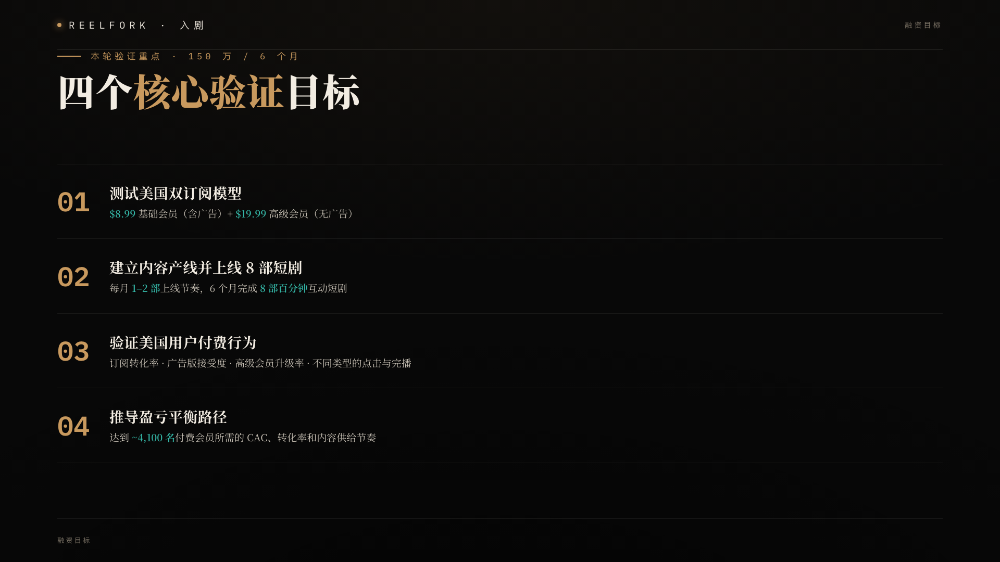 REELFORK · 入剧
融资目标
本轮验证重点 · 150 万 / 6 个月
四个核心验证目标
01
测试美国双订阅模型
$8.99 基础会员（含广告）+ $19.99 高级会员（无广告）
02
建立内容产线并上线 8 部短剧
每月 1–2 部上线节奏，6 个月完成 8 部百分钟互动短剧
03
验证美国用户付费行为
订阅转化率 · 广告版接受度 · 高级会员升级率 · 不同类型的点击与完播
04
推导盈亏平衡路径
达到 ~4,100 名付费会员所需的 CAC、转化率和内容供给节奏
融资目标